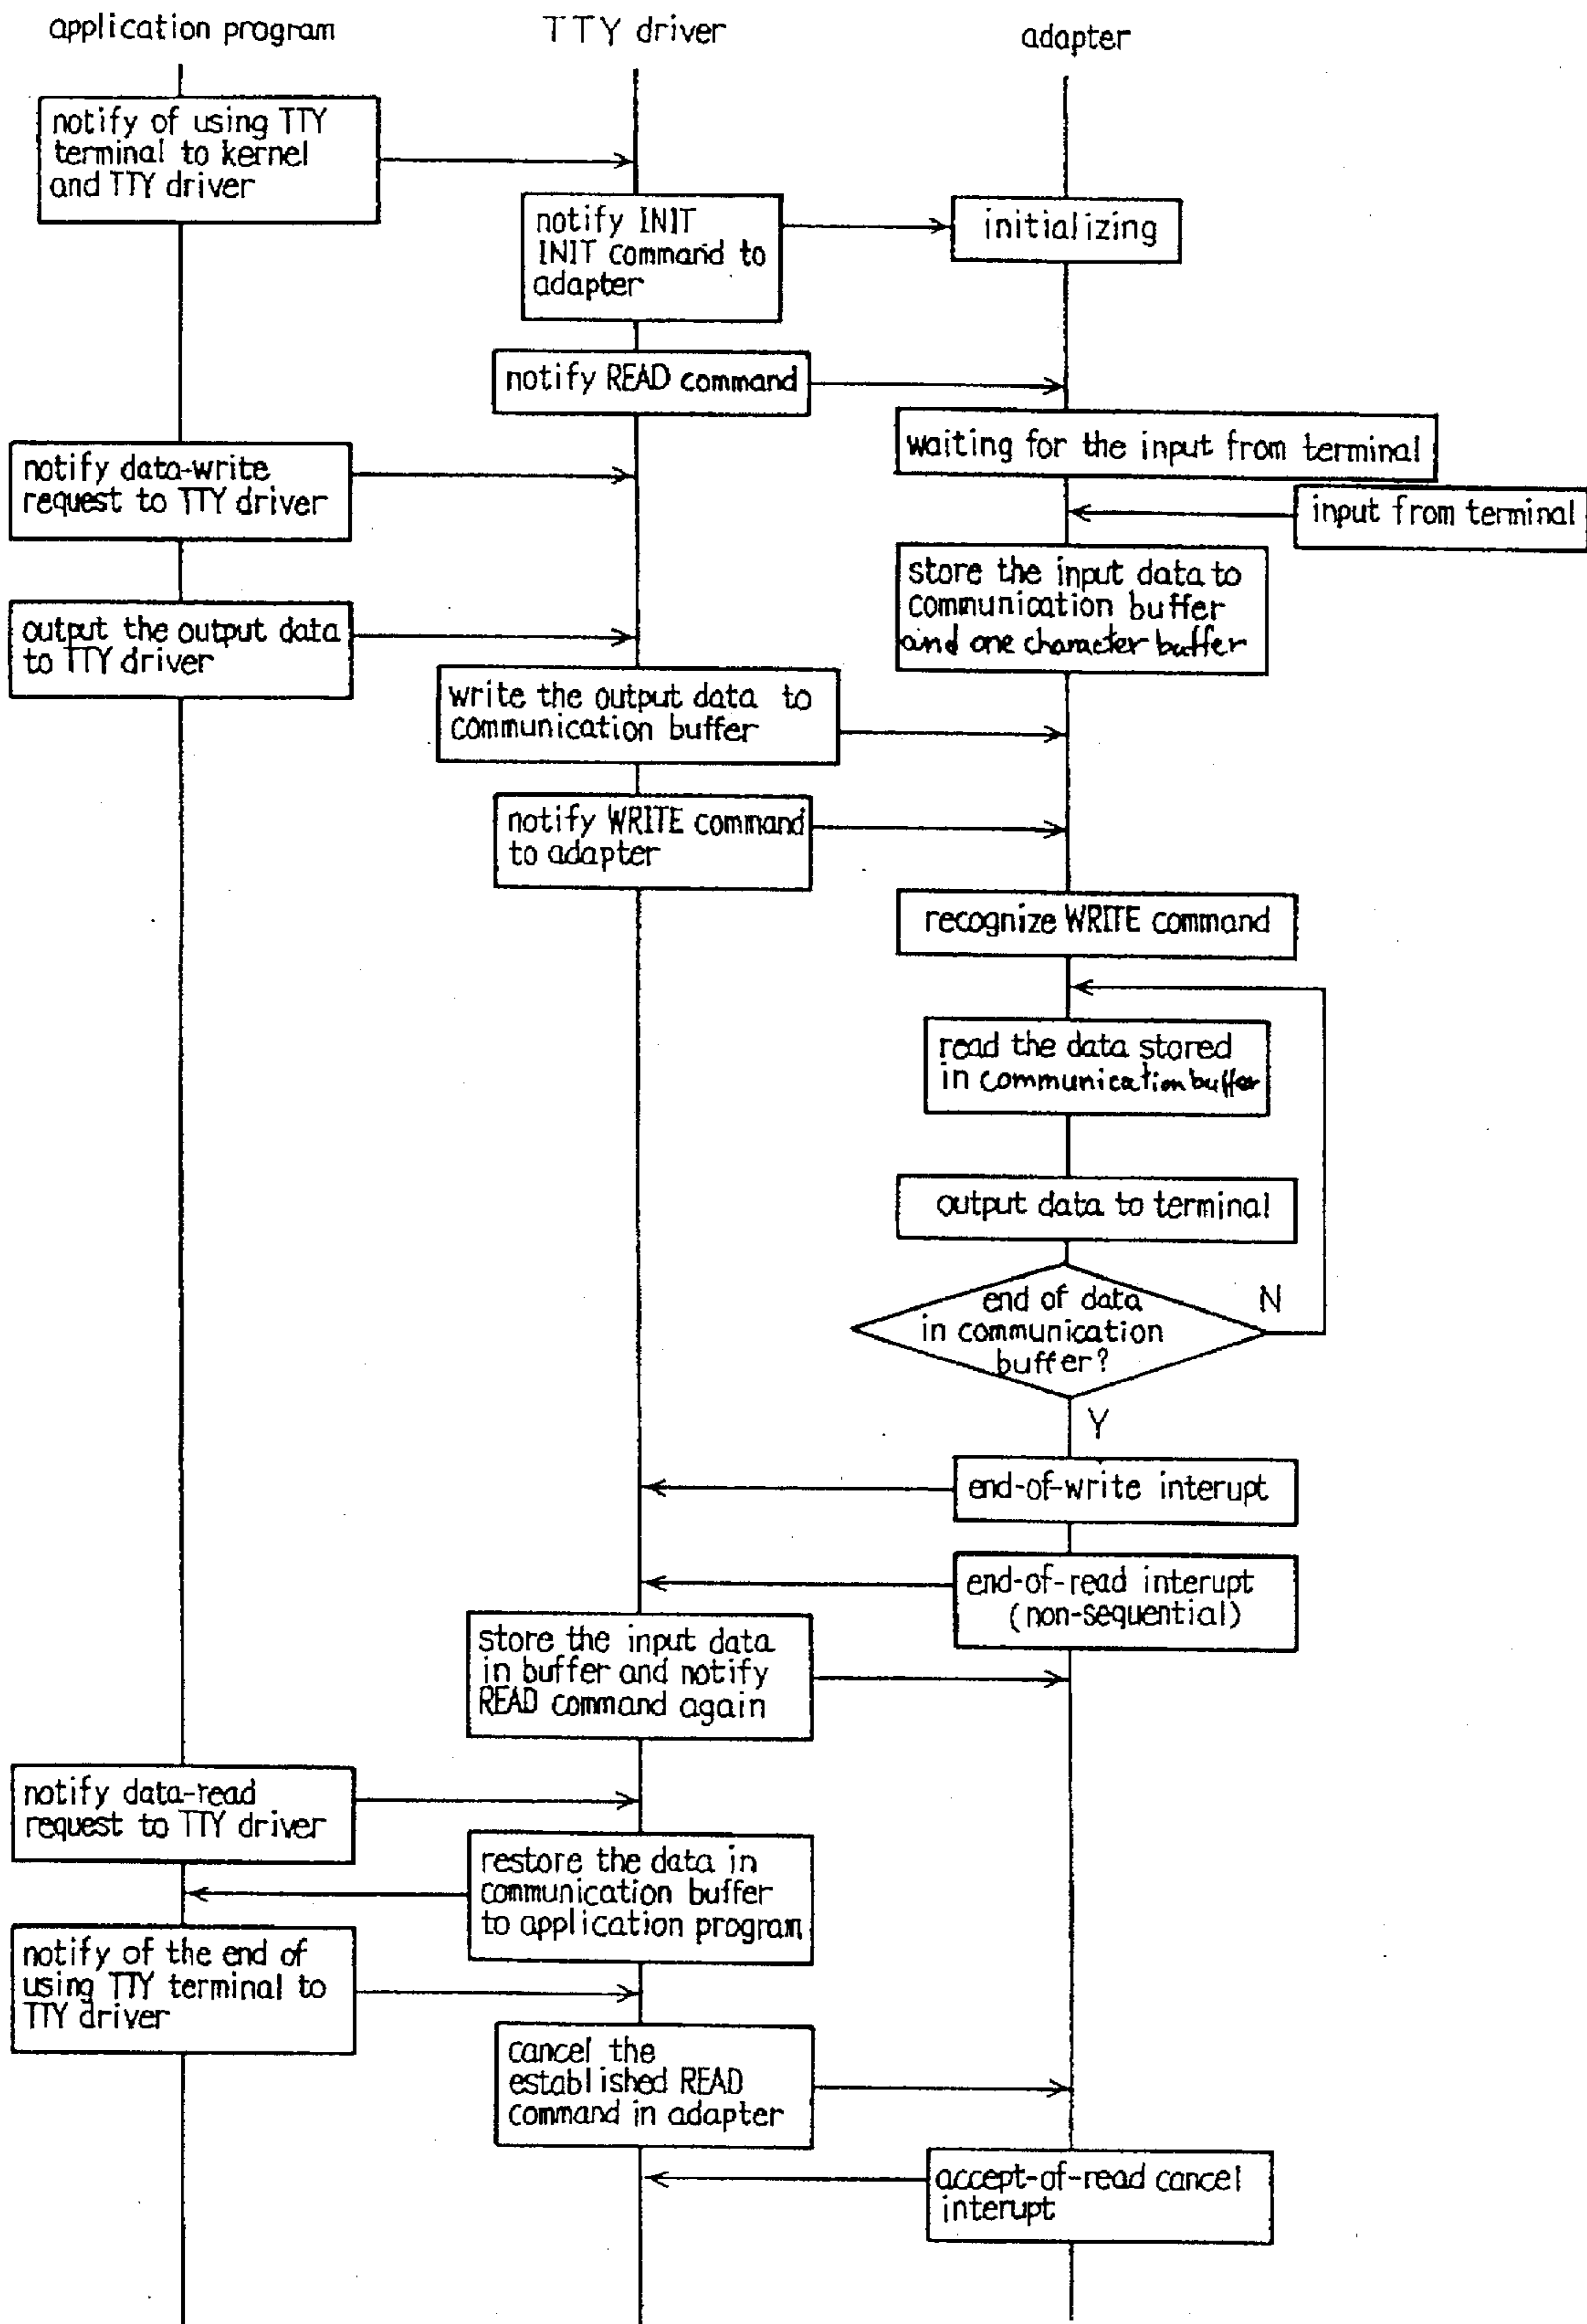 application program
TTY driver
adapter
notify of using TTY
terminal to kernel
and TTY driver
notify INIT
INIT command to
adapter
initializing
notify READ command
waiting for the input from terminal
notify data-write
request to TTY driver
input from terminal
store the input data to
communication buffer
and one character buffer
output the output data
to TTY driver
write the output data to
communication buffer
notify WRITE command
to adapter
recognize WRITE command
read the data stored
in communication buffer
output data to terminal
end of data
in communication
buffer?
N
Y
end-of-write interupt
end-of-read interupt
(non-sequential)
store the input data
in buffer and notify
READ command again
notify data-read
request to TTY driver
restore the data in
communication buffer
to application program
notify of the end of
using TTY terminal to
TTY driver
cancel the
established READ
command in adapter
accept-of-read cancel
interupt